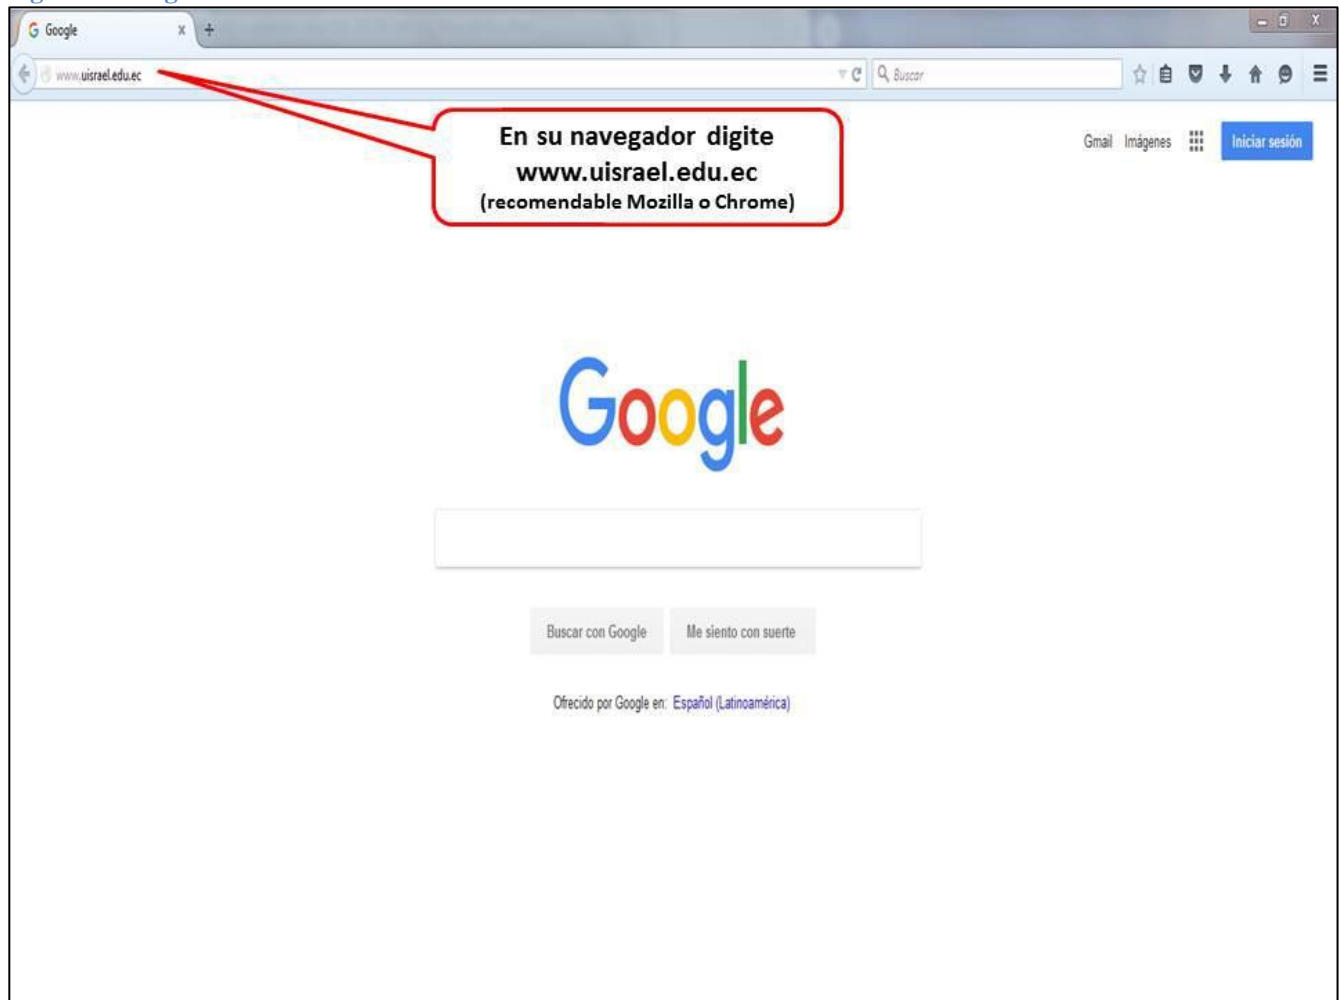 Google x +
www.uisrael.edu.ec Buscar
En su navegador digite
www.uisrael.edu.ec
(recomendable Mozilla o Chrome)
Gmail Imágenes Iniciar sesión
Google
Buscar con Google Me siento con suerte
Ofrecido por Google en: Español (Latinoamérica)